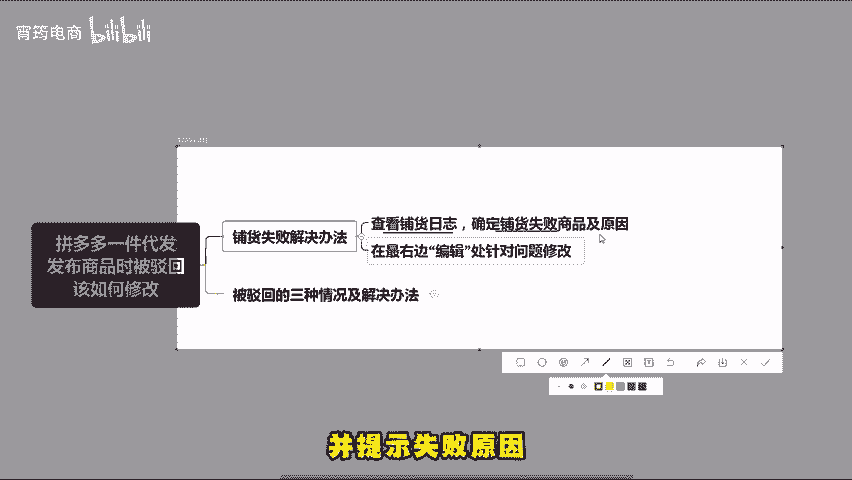 宵筠电商 bilibili
查看铺货日志，确定铺货失败商品及原因
铺货失败解决办法
在最右边“编辑”处针对问题修改
拼多多一件代发
发布商品时被驳回
该如何修改
被驳回的三种情况及解决办法
并提示失败原因